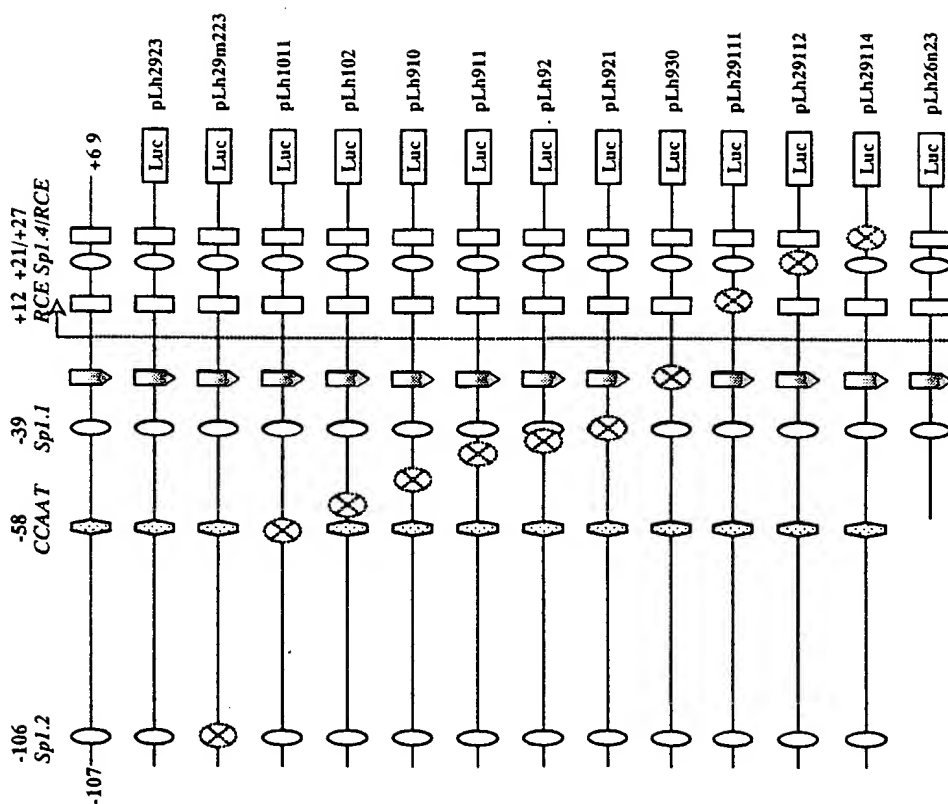 -106 -58 -39 +12 +21/+27
Sp1.2 CCAAT Sp1.1 RCE Sp1.4/RCE
-107 +6 9
Luc pLh2923
Luc pLh29m223
Luc pLh1011
Luc pLh102
Luc pLh910
Luc pLh911
Luc pLh92
Luc pLh921
Luc pLh930
Luc pLh29111
Luc pLh29112
Luc pLh29114
Luc pLh26n23